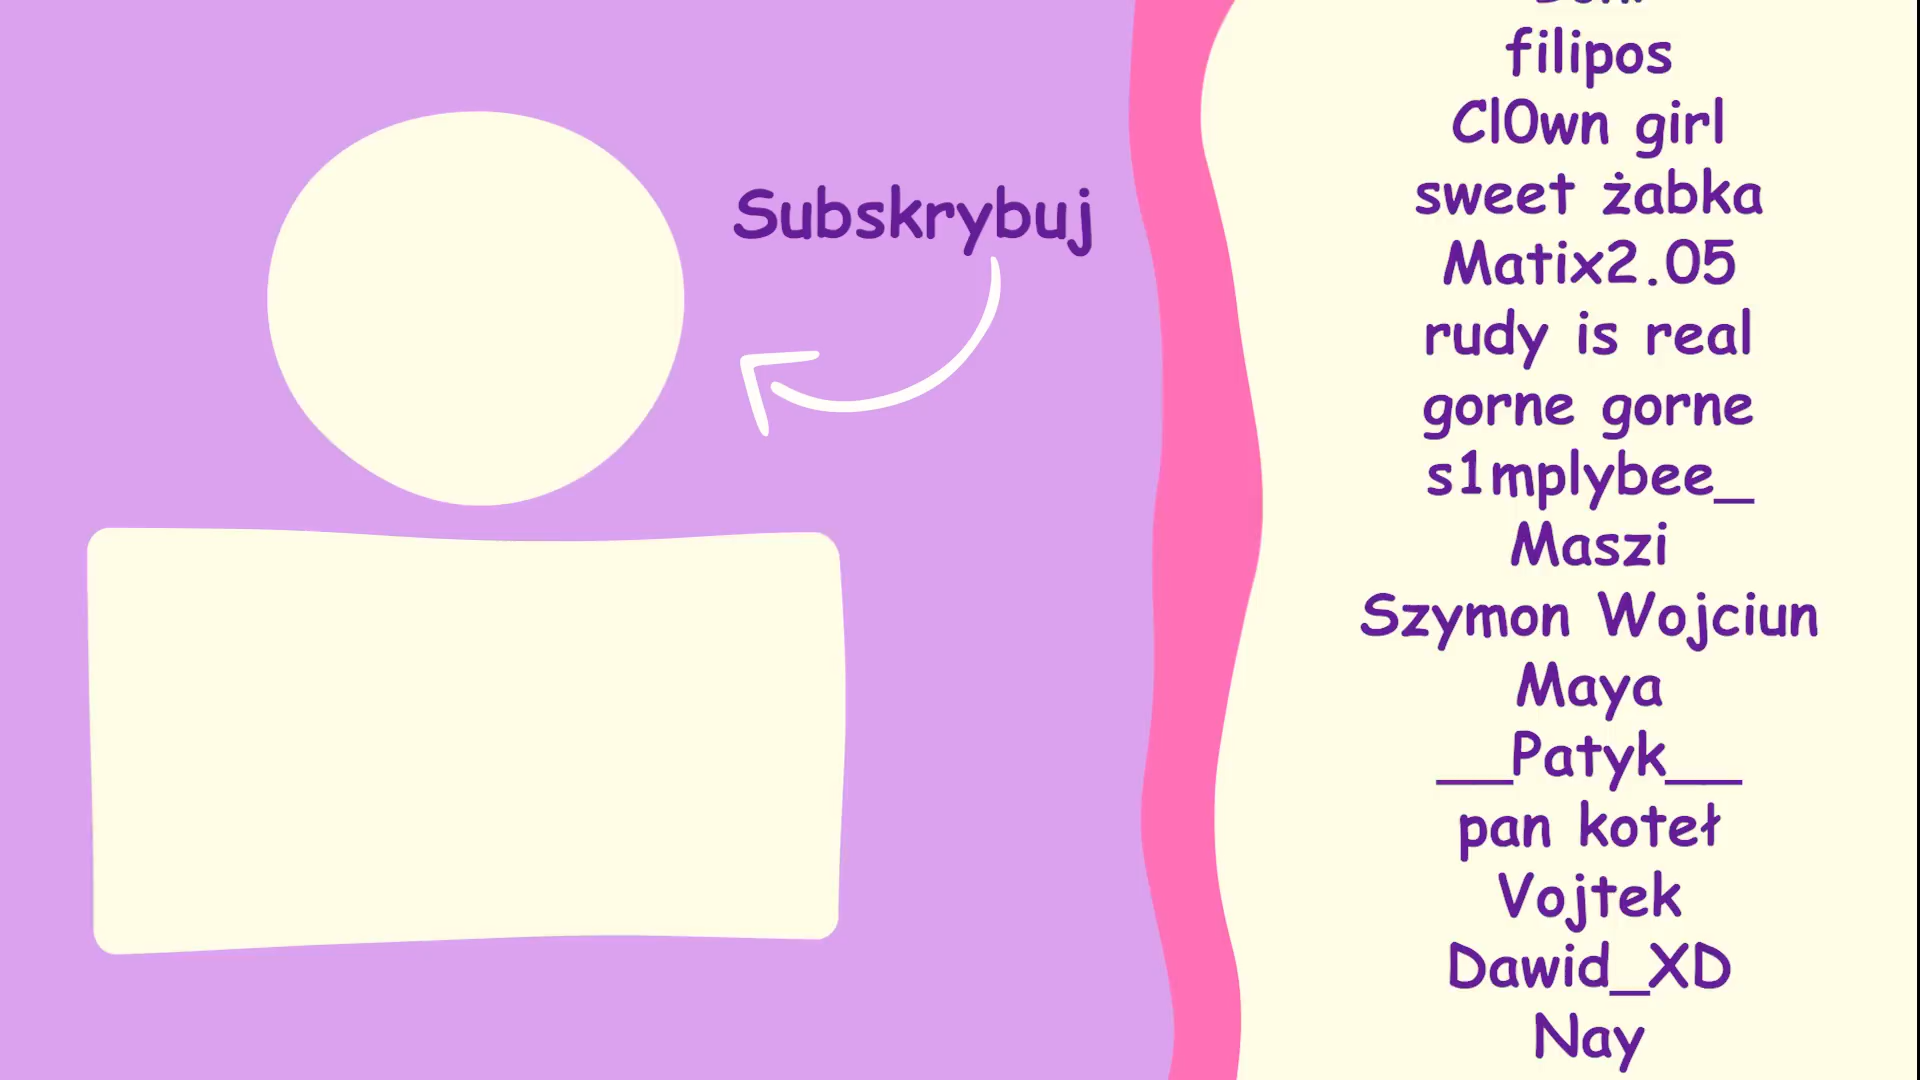 Subskrybuj
filipos
Cl0wn girl
sweet żabka
Matix2.05
rudy is real
gorne gorne
s1mplybee_
Maszi
Szymon Wojciun
Maya
__Patyk__
pan koteł
Vojtek
Dawid_XD
Nay